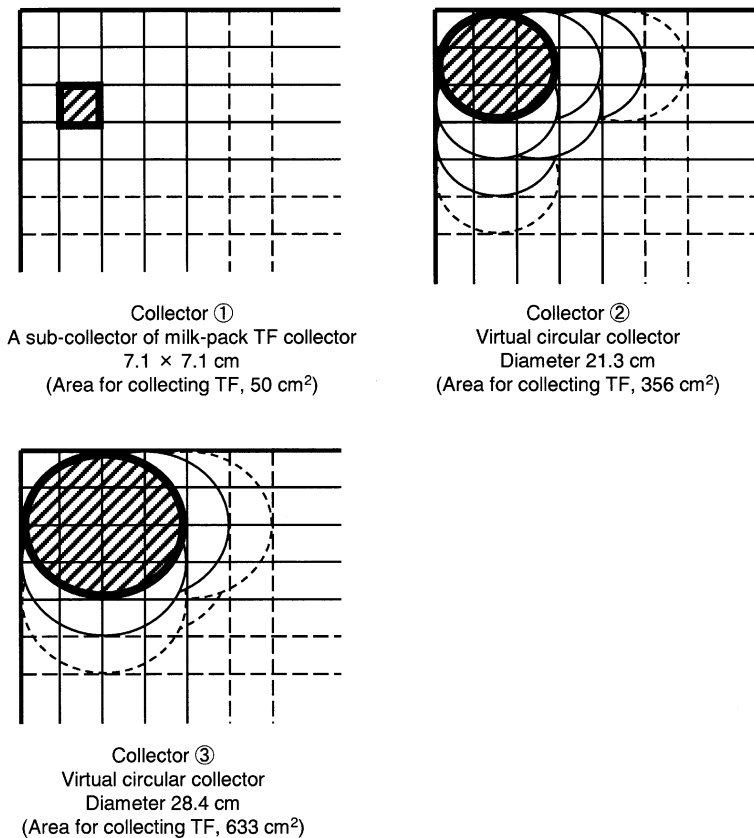 Collector ①
A sub-collector of milk-pack TF collector
7.1 × 7.1 cm
(Area for collecting TF, 50 cm²)
Collector ②
Virtual circular collector
Diameter 21.3 cm
(Area for collecting TF, 356 cm²)
Collector ③
Virtual circular collector
Diameter 28.4 cm
(Area for collecting TF, 633 cm²)